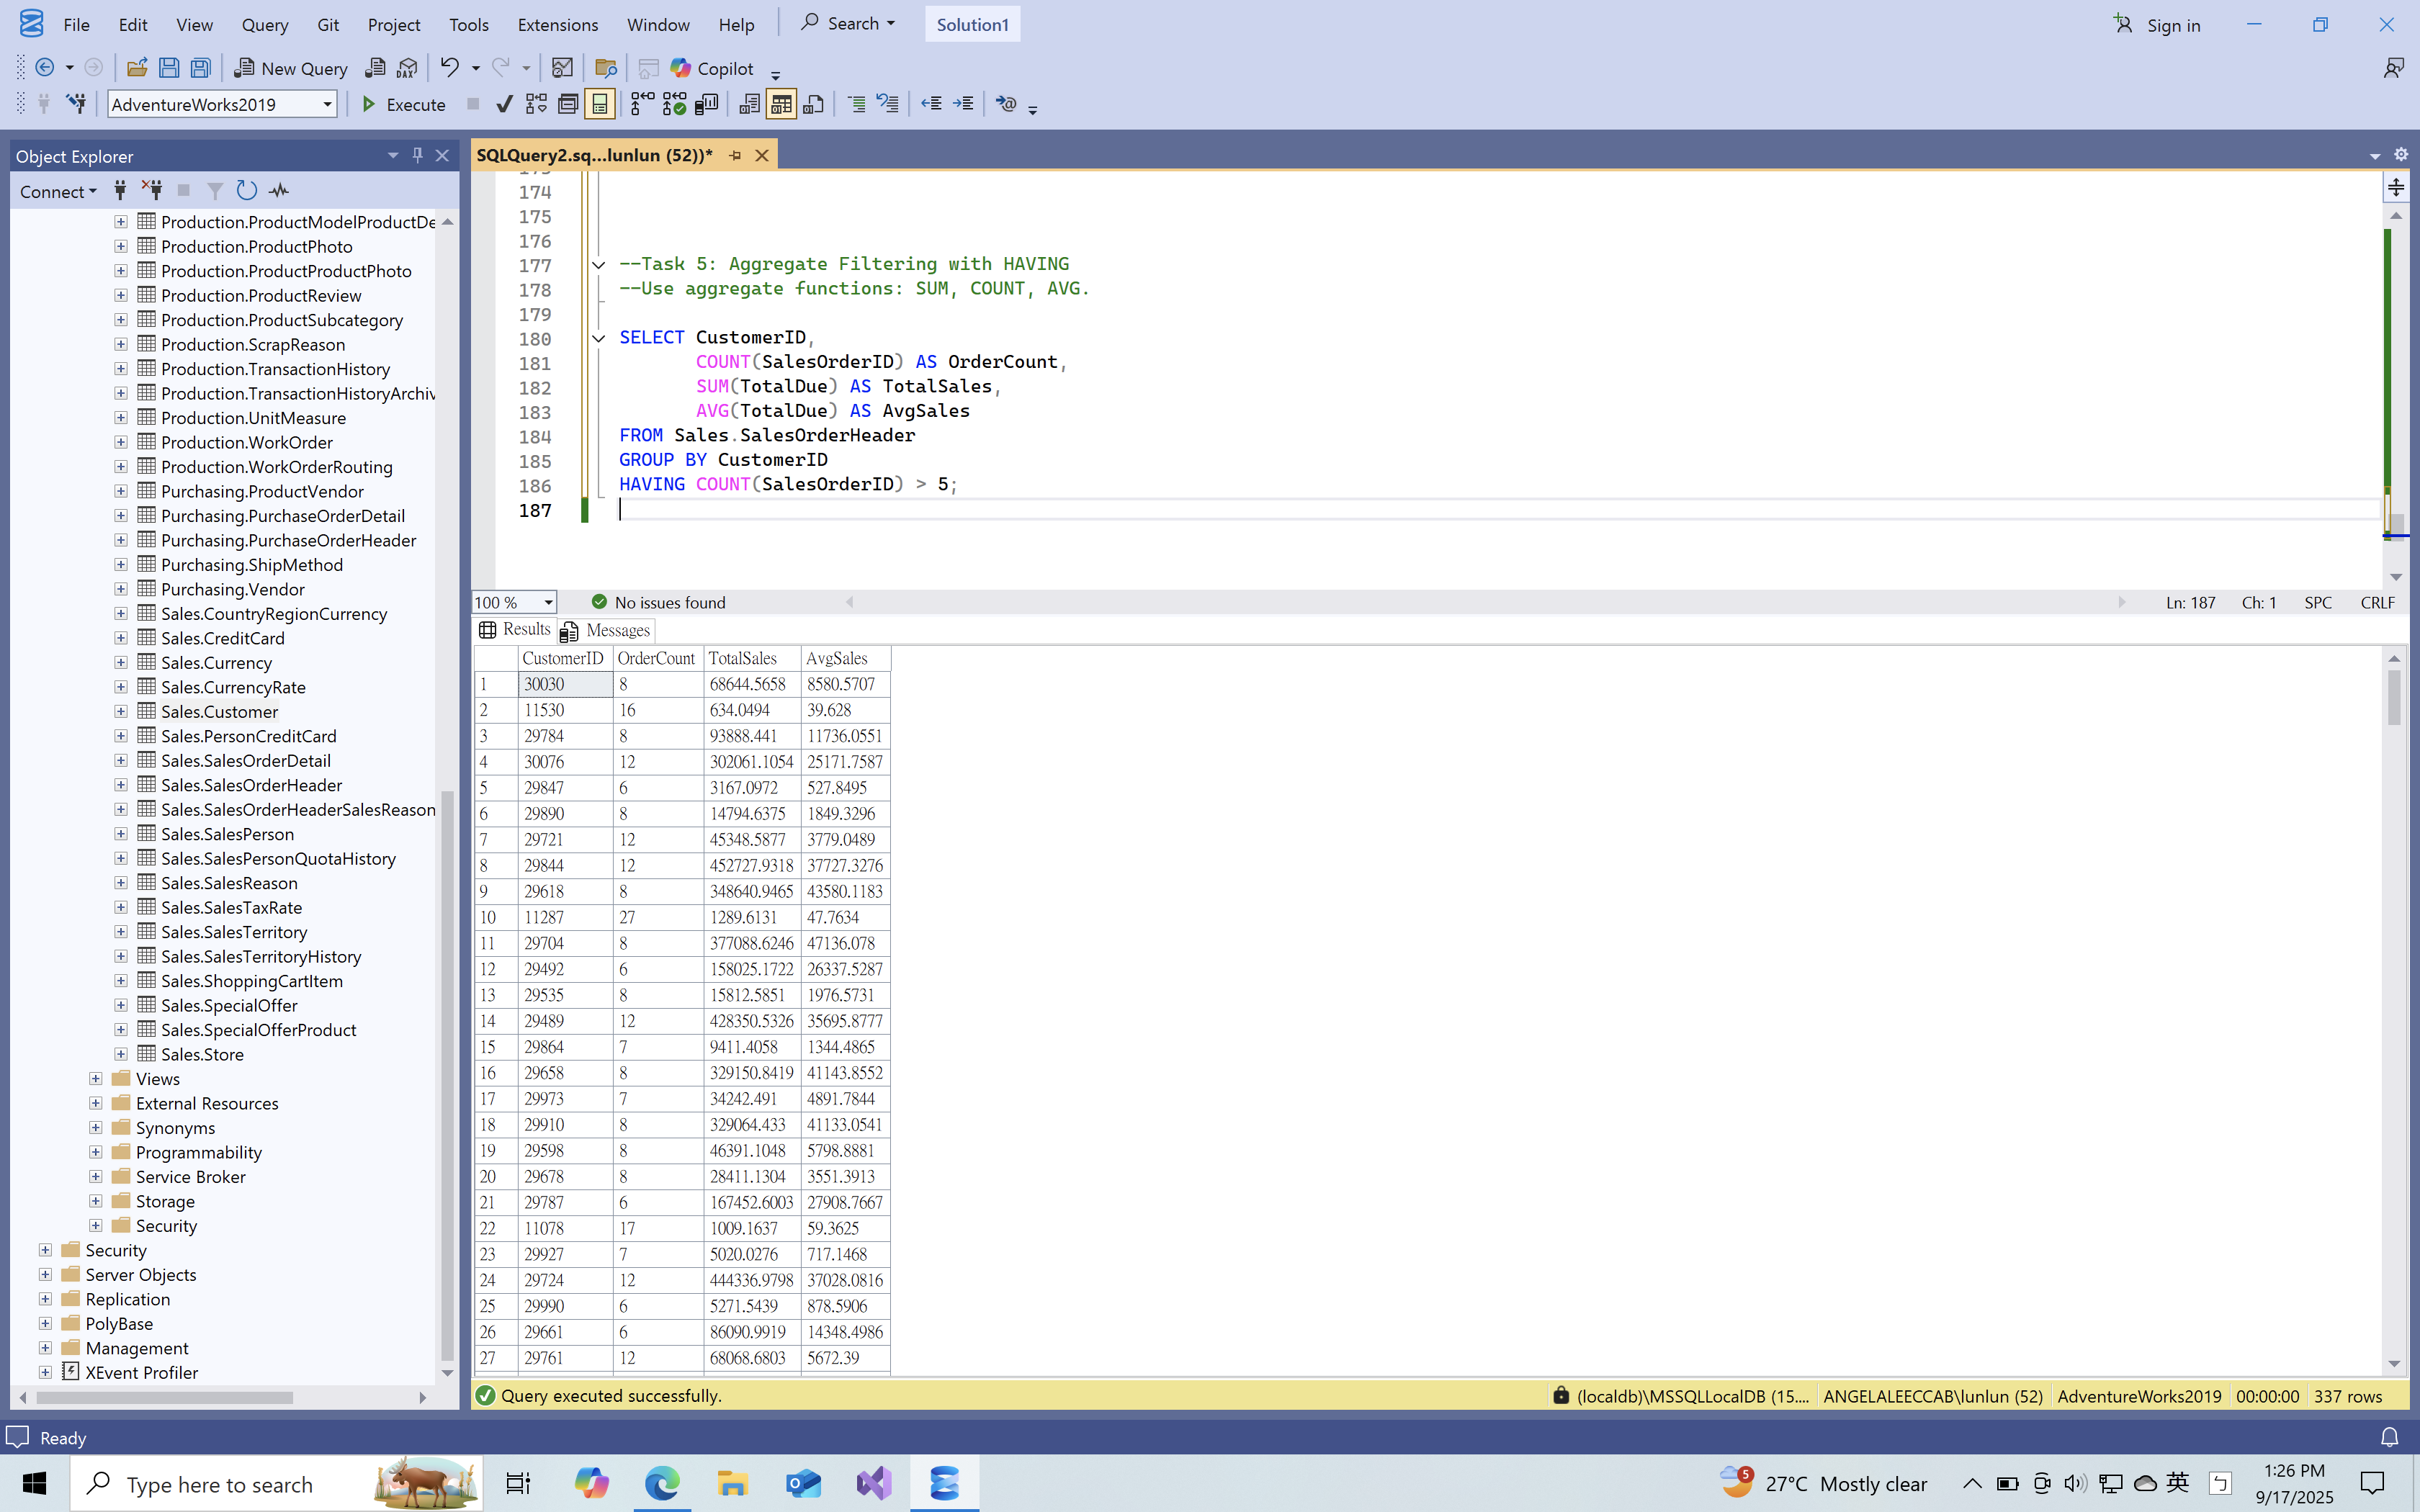 File Edit View Query Git Project Tools Extensions Window Help Search Solution1 Sign in
New Query DAX Copilot
AdventureWorks2019 Execute
Object Explorer
Connect
Production.ProductModelProductDe
Production.ProductPhoto
Production.ProductProductPhoto
Production.ProductReview
Production.ProductSubcategory
Production.ScrapReason
Production.TransactionHistory
Production.TransactionHistoryArchiv
Production.UnitMeasure
Production.WorkOrder
Production.WorkOrderRouting
Purchasing.ProductVendor
Purchasing.PurchaseOrderDetail
Purchasing.PurchaseOrderHeader
Purchasing.ShipMethod
Purchasing.Vendor
Sales.CountryRegionCurrency
Sales.CreditCard
Sales.Currency
Sales.CurrencyRate
Sales.Customer
Sales.PersonCreditCard
Sales.SalesOrderDetail
Sales.SalesOrderHeader
Sales.SalesOrderHeaderSalesReason
Sales.SalesPerson
Sales.SalesPersonQuotaHistory
Sales.SalesReason
Sales.SalesTaxRate
Sales.SalesTerritory
Sales.SalesTerritoryHistory
Sales.ShoppingCartItem
Sales.SpecialOffer
Sales.SpecialOfferProduct
Sales.Store
Views
External Resources
Synonyms
Programmability
Service Broker
Storage
Security
Security
Server Objects
Replication
PolyBase
Management
XEvent Profiler
SQLQuery2.sq...lunlun (52))*
174
175
176
177 --Task 5: Aggregate Filtering with HAVING
178 --Use aggregate functions: SUM, COUNT, AVG.
179
180 SELECT CustomerID,
181 COUNT(SalesOrderID) AS OrderCount,
182 SUM(TotalDue) AS TotalSales,
183 AVG(TotalDue) AS AvgSales
184 FROM Sales.SalesOrderHeader
185 GROUP BY CustomerID
186 HAVING COUNT(SalesOrderID) > 5;
187
100 % No issues found Ln: 187 Ch: 1 SPC CRLF
Results Messages
CustomerID OrderCount TotalSales AvgSales
1 30030 8 68644.5658 8580.5707
2 11530 16 634.0494 39.628
3 29784 8 93888.441 11736.0551
4 30076 12 302061.1054 25171.7587
5 29847 6 3167.0972 527.8495
6 29890 8 14794.6375 1849.3296
7 29721 12 45348.5877 3779.0489
8 29844 12 452727.9318 37727.3276
9 29618 8 348640.9465 43580.1183
10 11287 27 1289.6131 47.7634
11 29704 8 377088.6246 47136.078
12 29492 6 158025.1722 26337.5287
13 29535 8 15812.5851 1976.5731
14 29489 12 428350.5326 35695.8777
15 29864 7 9411.4058 1344.4865
16 29658 8 329150.8419 41143.8552
17 29973 7 34242.491 4891.7844
18 29910 8 329064.433 41133.0541
19 29598 8 46391.1048 5798.8881
20 29678 8 28411.1304 3551.3913
21 29787 6 167452.6003 27908.7667
22 11078 17 1009.1637 59.3625
23 29927 7 5020.0276 717.1468
24 29724 12 444336.9798 37028.0816
25 29990 6 5271.5439 878.5906
26 29661 6 86090.9919 14348.4986
27 29761 12 68068.6803 5672.39
Query executed successfully. (localdb)\MSSQLLocalDB (15.... ANGELALEECCAB\lunlun (52) AdventureWorks2019 00:00:00 337 rows
Ready
Type here to search 5 27°C Mostly clear 英 ㄅ 1:26 PM
9/17/2025